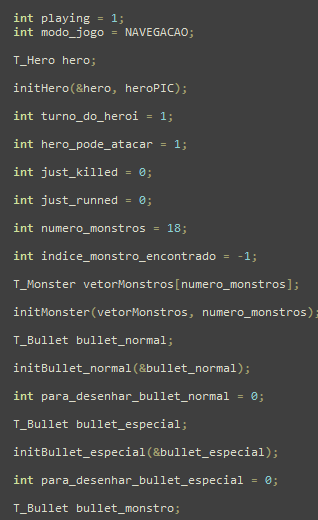 int playing = 1;
int modo_jogo = NAVEGACAO;
T_Hero hero;
initHero(&hero, heroPIC);
int turno_do_heroi = 1;
int hero_pode_atacar = 1;
int just_killed = 0;
int just_runned = 0;
int numero_monstros = 18;
int indice_monstro_encontrado = -1;
T_Monster vetorMonstros[numero_monstros];
initMonster(vetorMonstros, numero_monstros);
T_Bullet bullet_normal;
initBullet_normal(&bullet_normal);
int para_desenhar_bullet_normal = 0;
T_Bullet bullet_especial;
initBullet_especial(&bullet_especial);
int para_desenhar_bullet_especial = 0;
T_Bullet bullet_monstro;